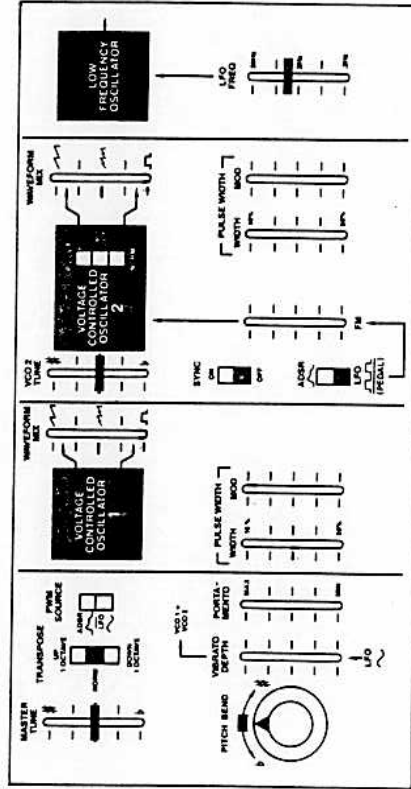 MASTER
TUNE
TRANSPOSE
UP
1 OCTAVE
NORM
DOWN
1 OCTAVE
PWM
SOURCE
ADSR
LFO
PITCH BEND
VIBRATO
DEPTH
LFO
VCO 1 +
VCO 2
PORTA-
MENTO
WAVEFORM
MIX
VOLTAGE
CONTROLLED
OSCILLATOR
1
PULSE WIDTH
WIDTH
MOD
50%
VCO 2
TUNE
WAVEFORM
MIX
VOLTAGE
CONTROLLED
OSCILLATOR
2
NORM
SYNC
ON
OFF
ADSR
LFO
(PEDAL)
FM
PULSE WIDTH
WIDTH
MOD
50%
LOW
FREQUENCY
OSCILLATOR
LFO
FREQ